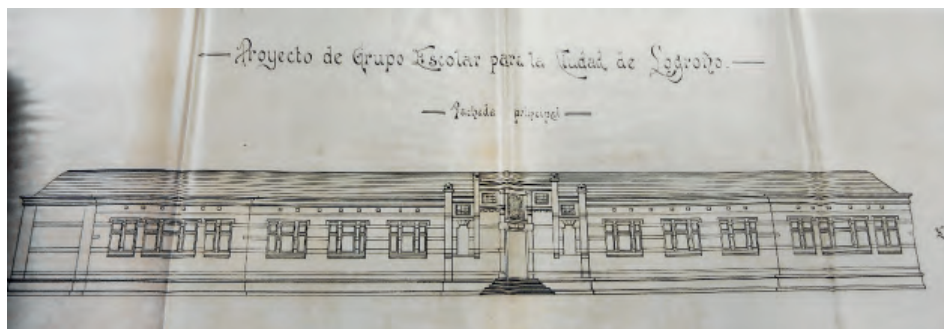 Proyecto de Grupo Escolar para la Ciudad de Logroño.
Fachada principal